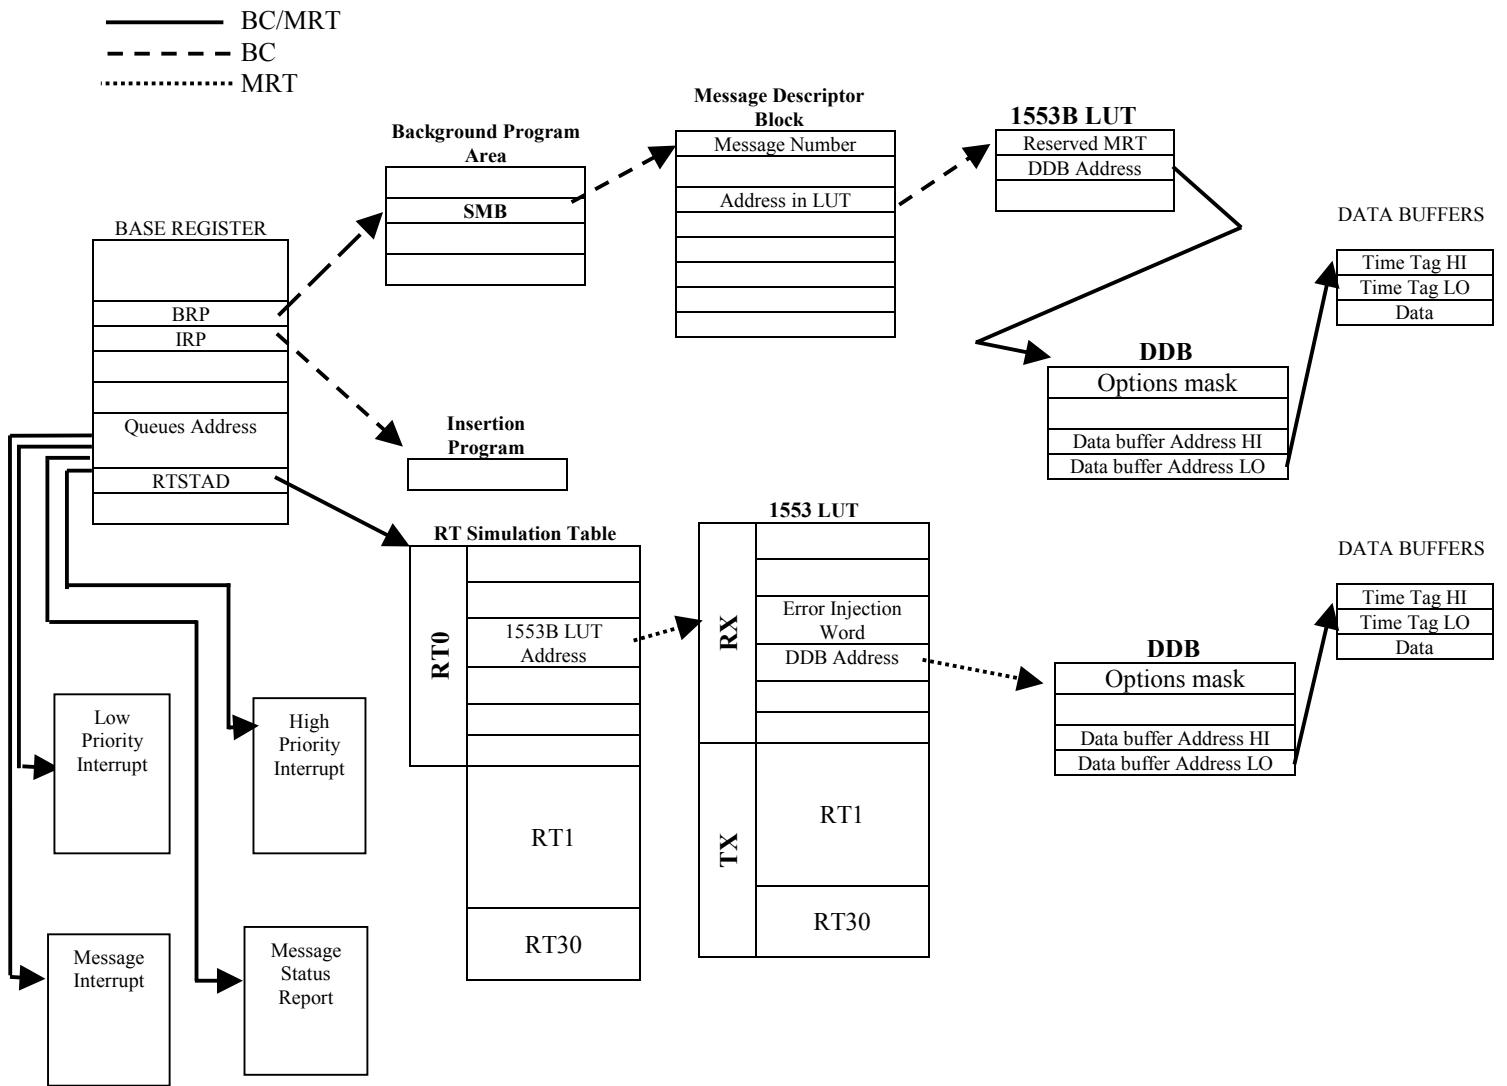 BC/MRT
BC
MRT
Background Program
Area
SMB
Message Descriptor
Block
Message Number
Address in LUT
1553B LUT
Reserved MRT
DDB Address
DATA BUFFERS
Time Tag HI
Time Tag LO
Data
DDB
Options mask
Data buffer Address HI
Data buffer Address LO
BASE REGISTER
BRP
IRP
Queues Address
RTSTAD
Insertion
Program
RT Simulation Table
RT0
1553B LUT
Address
RT1
RT30
1553 LUT
RX
Error Injection
Word
DDB Address
TX
RT1
RT30
DATA BUFFERS
Time Tag HI
Time Tag LO
Data
DDB
Options mask
Data buffer Address HI
Data buffer Address LO
Low
Priority
Interrupt
High
Priority
Interrupt
Message
Interrupt
Message
Status
Report